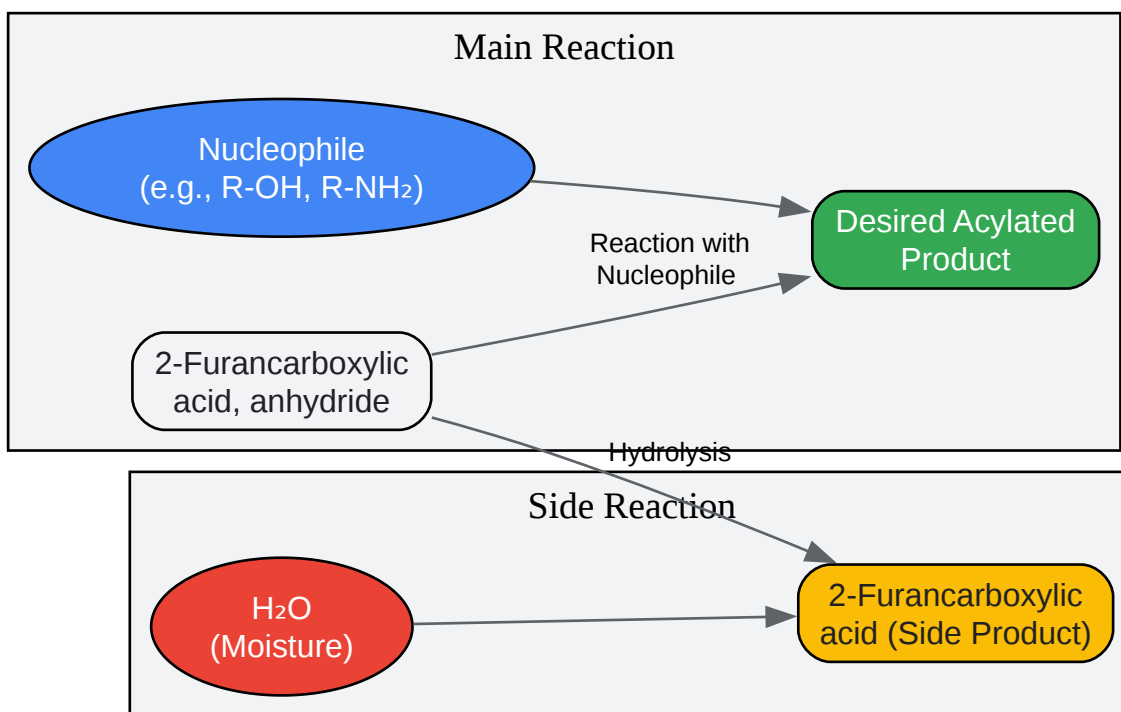 Main Reaction
Nucleophile
(e.g., R-OH, R-NH₂)
Desired Acylated
Product
Reaction with
Nucleophile
2-Furancarboxylic
acid, anhydride
Hydrolysis
Side Reaction
H₂O
(Moisture)
2-Furancarboxylic
acid (Side Product)